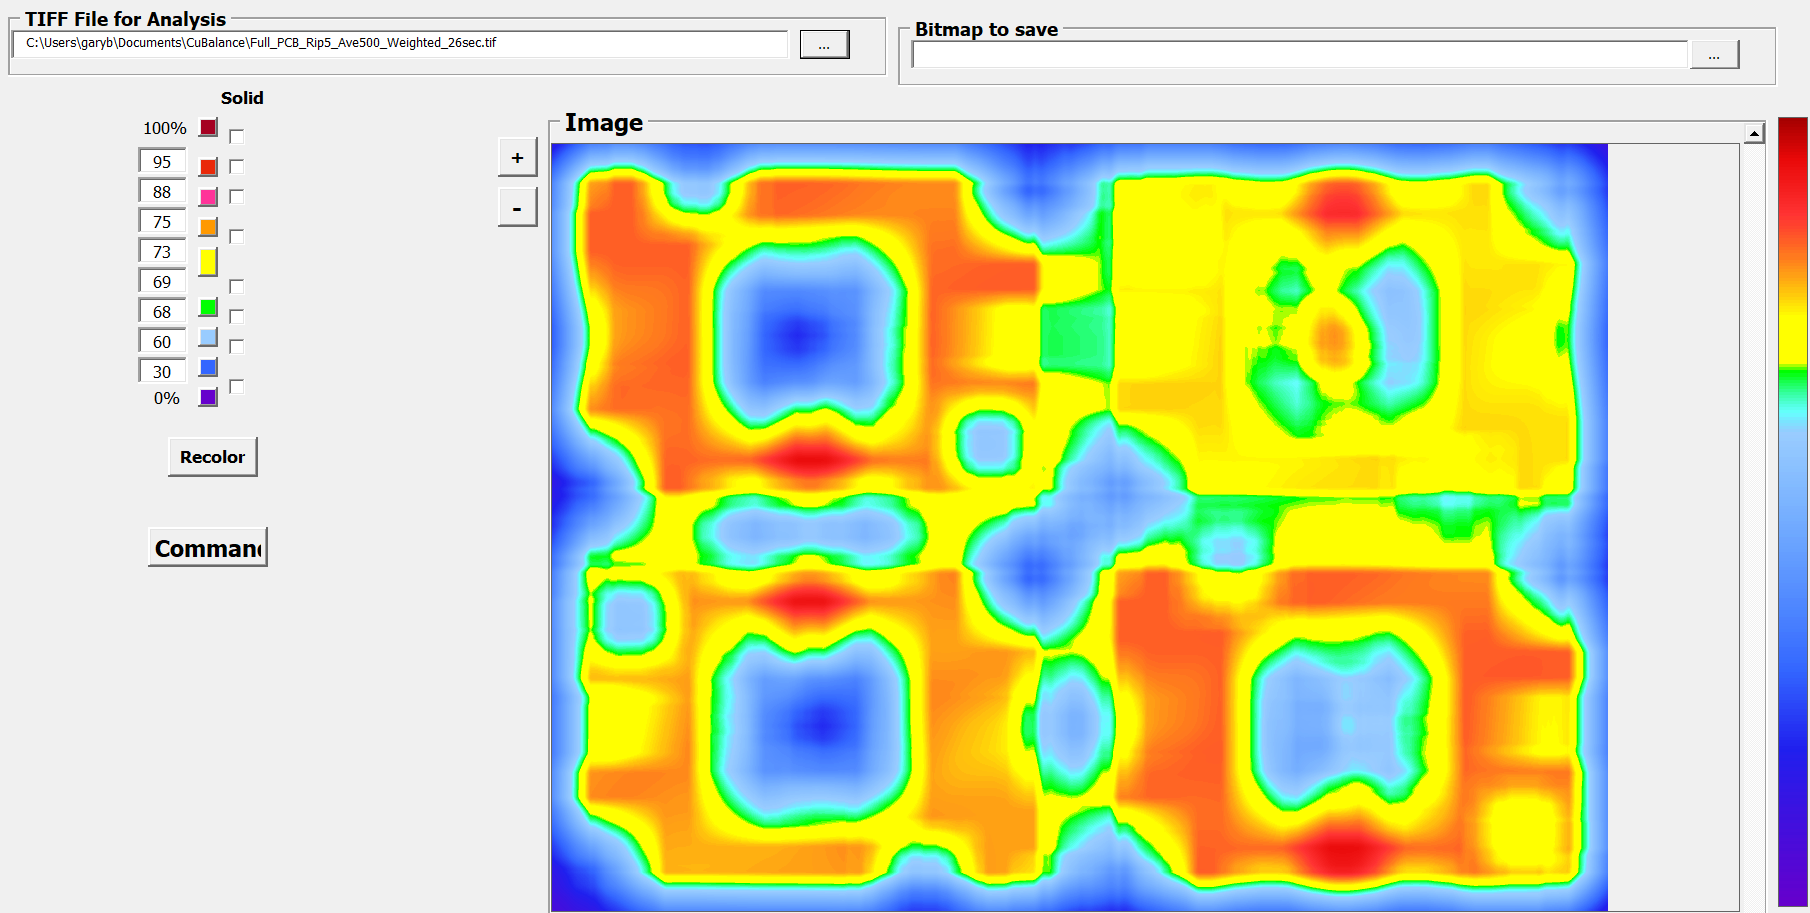 TIFF File for Analysis
C:\Users\garyb\Documents\CuBalance\Full_PCB_Rip5_Ave500_Weighted_26sec.tif
...
Bitmap to save
...
Solid
100%
95
88
75
73
69
68
60
30
0%
Recolor
Comman
+
-
Image